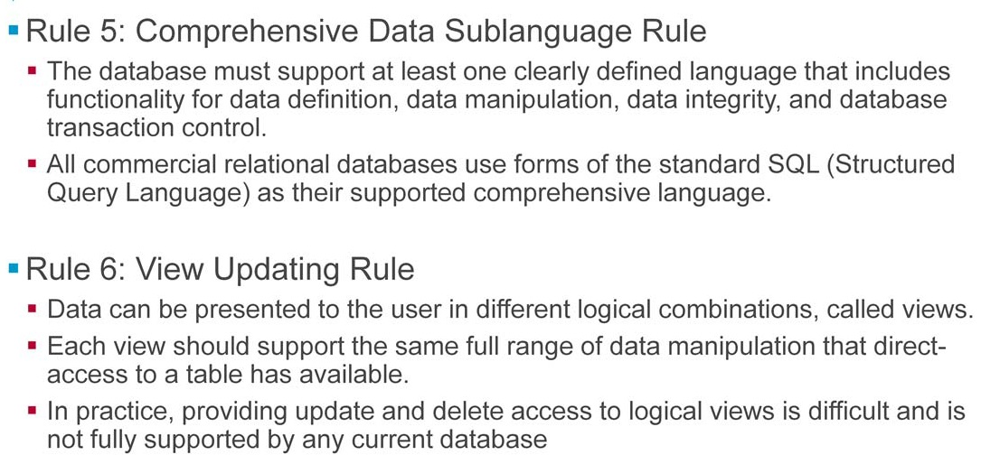 Rule 5: Comprehensive Data Sublanguage Rule
The database must support at least one clearly defined language that includes
functionality for data definition, data manipulation, data integrity, and database
transaction control.
All commercial relational databases use forms of the standard SQL (Structured
Query Language) as their supported comprehensive language.
Rule 6: View Updating Rule
Data can be presented to the user in different logical combinations, called views.
Each view should support the same full range of data manipulation that direct-
access to a table has available.
In practice, providing update and delete access to logical views is difficult and is
not fully supported by any current database